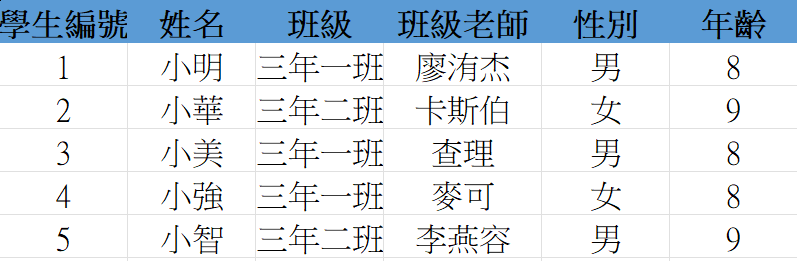 學生編號 姓名 班級 班級老師 性別 年齡
1 小明 三年一班 廖洧杰 男 8
2 小華 三年二班 卡斯伯 女 9
3 小美 三年一班 查理 男 8
4 小強 三年一班 麥可 女 8
5 小智 三年二班 李燕容 男 9